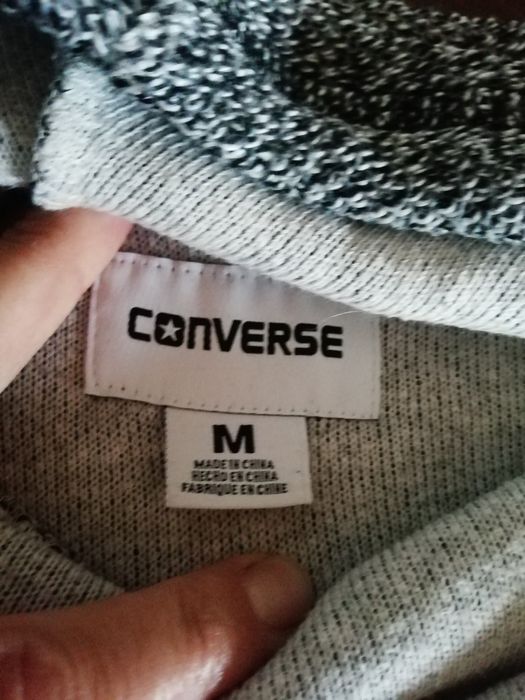 CONVERSE
M
MADE IN CHINA
HECHO EN CHINA
FABRIQUE EN CHINE